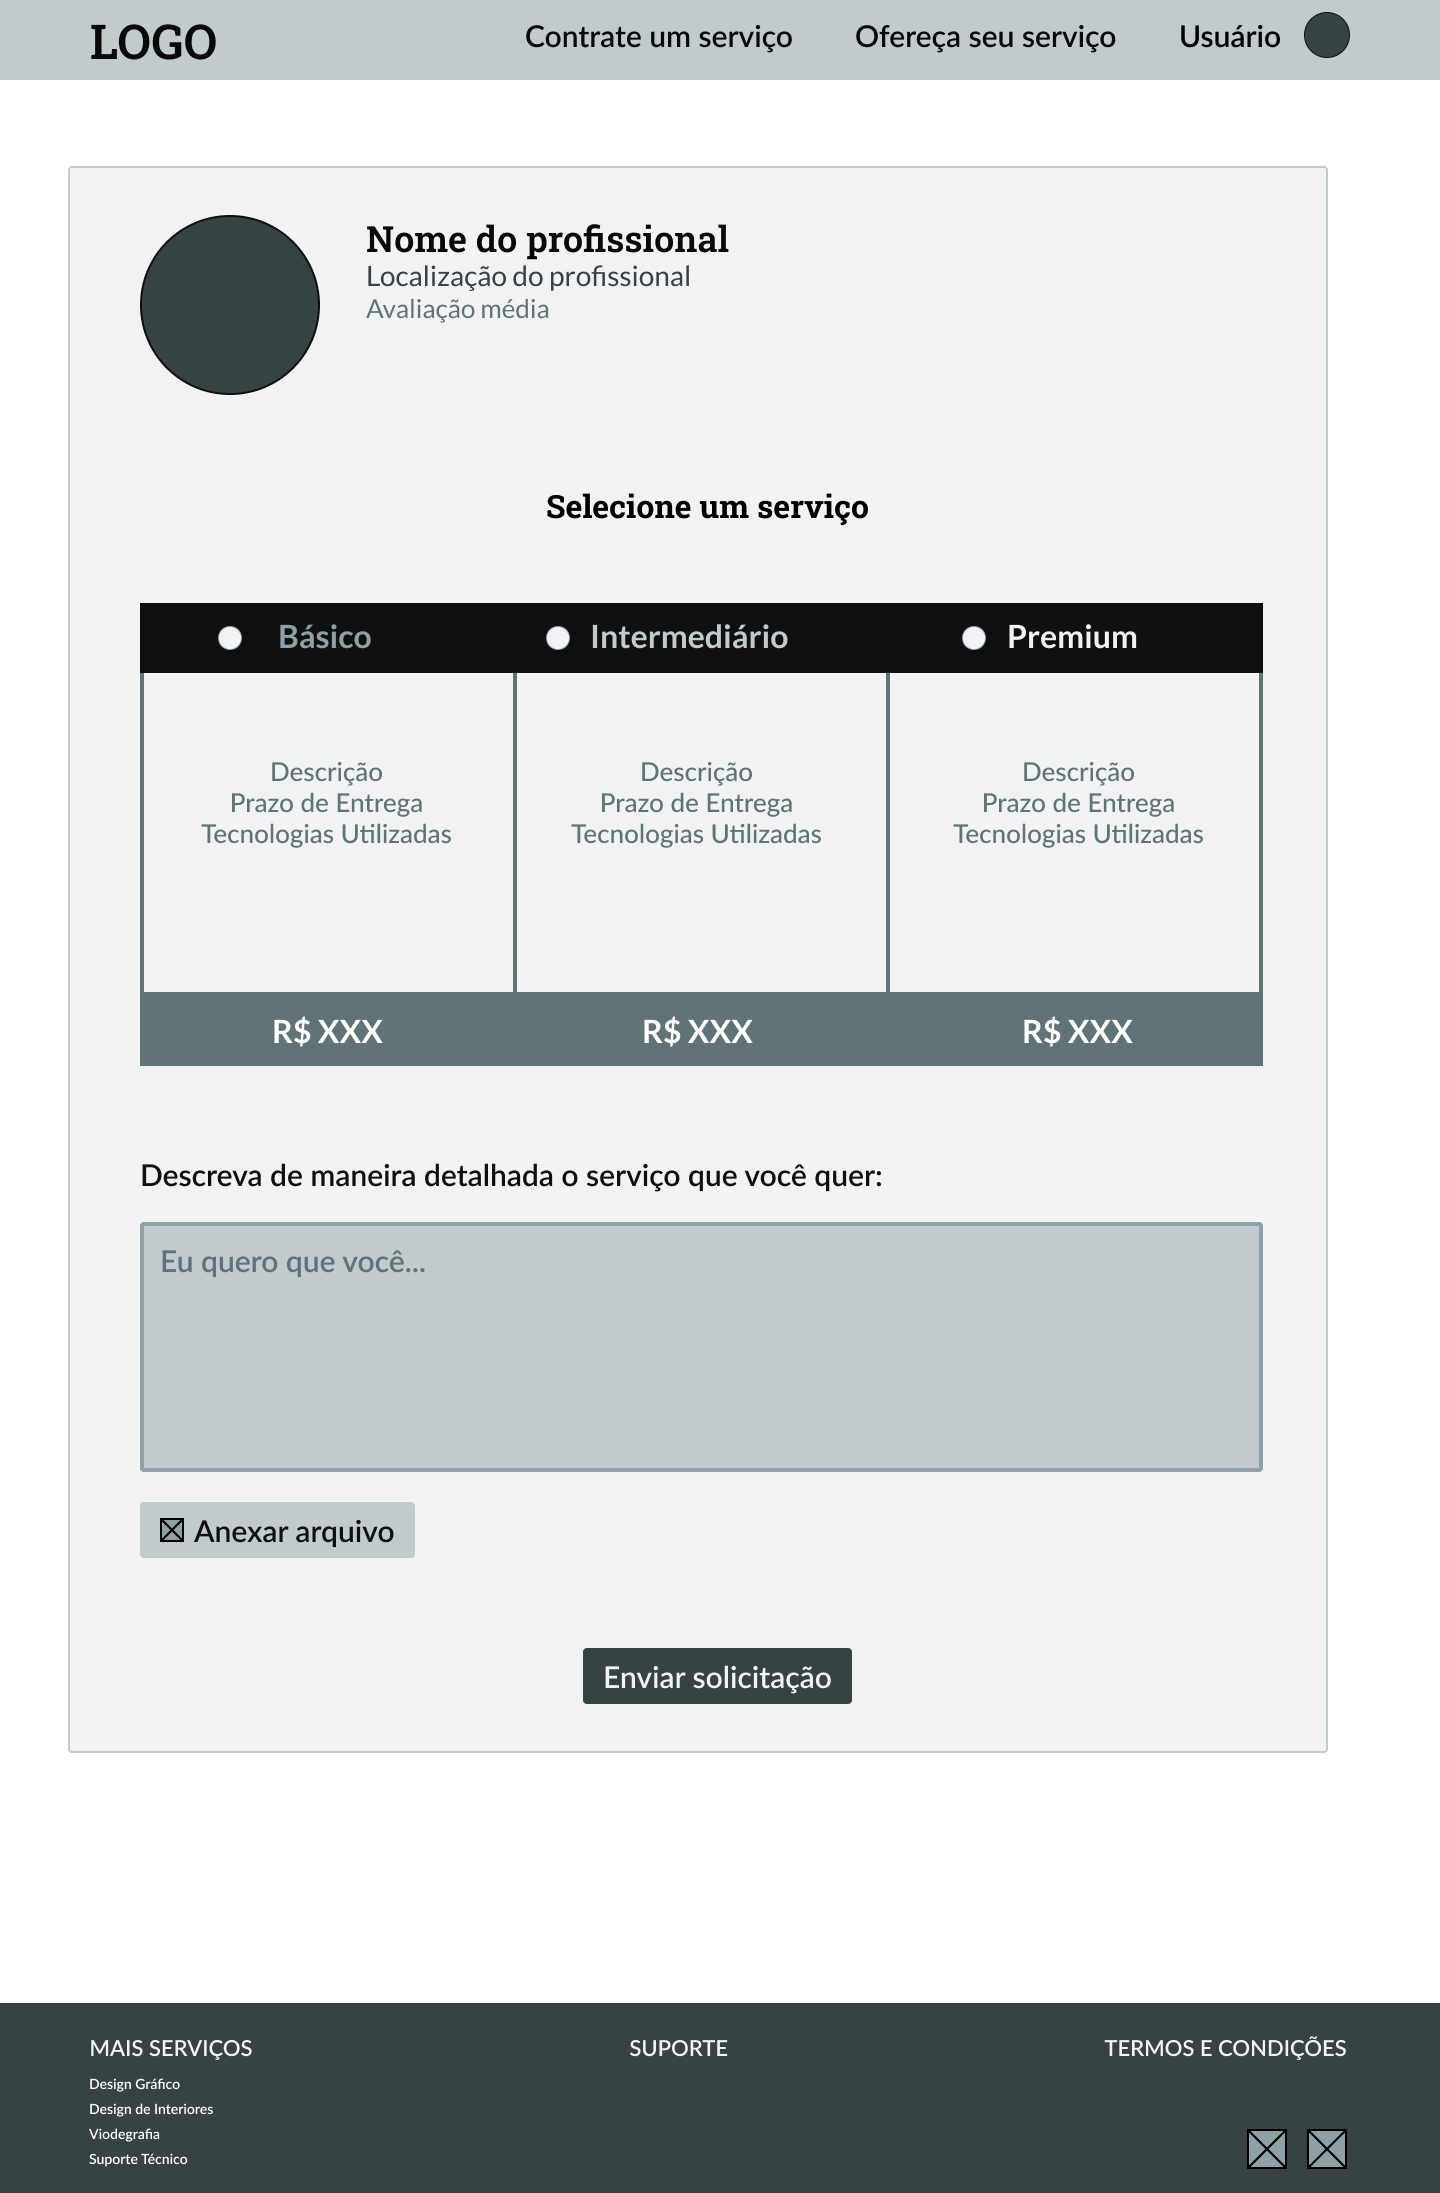 LOGO
Contrate um serviço
Ofereça seu serviço
Usuário
Nome do profissional
Localização do profissional
Avaliação média
Selecione um serviço
Básico
Intermediário
Premium
Descrição
Prazo de Entrega
Tecnologias Utilizadas
Descrição
Prazo de Entrega
Tecnologias Utilizadas
Descrição
Prazo de Entrega
Tecnologias Utilizadas
R$ XXX
R$ XXX
R$ XXX
Descreva de maneira detalhada o serviço que você quer:
Eu quero que você...
Anexar arquivo
Enviar solicitação
MAIS SERVIÇOS
Design Gráfico
Design de Interiores
Viodegrafia
Suporte Técnico
SUPORTE
TERMOS E CONDIÇÕES